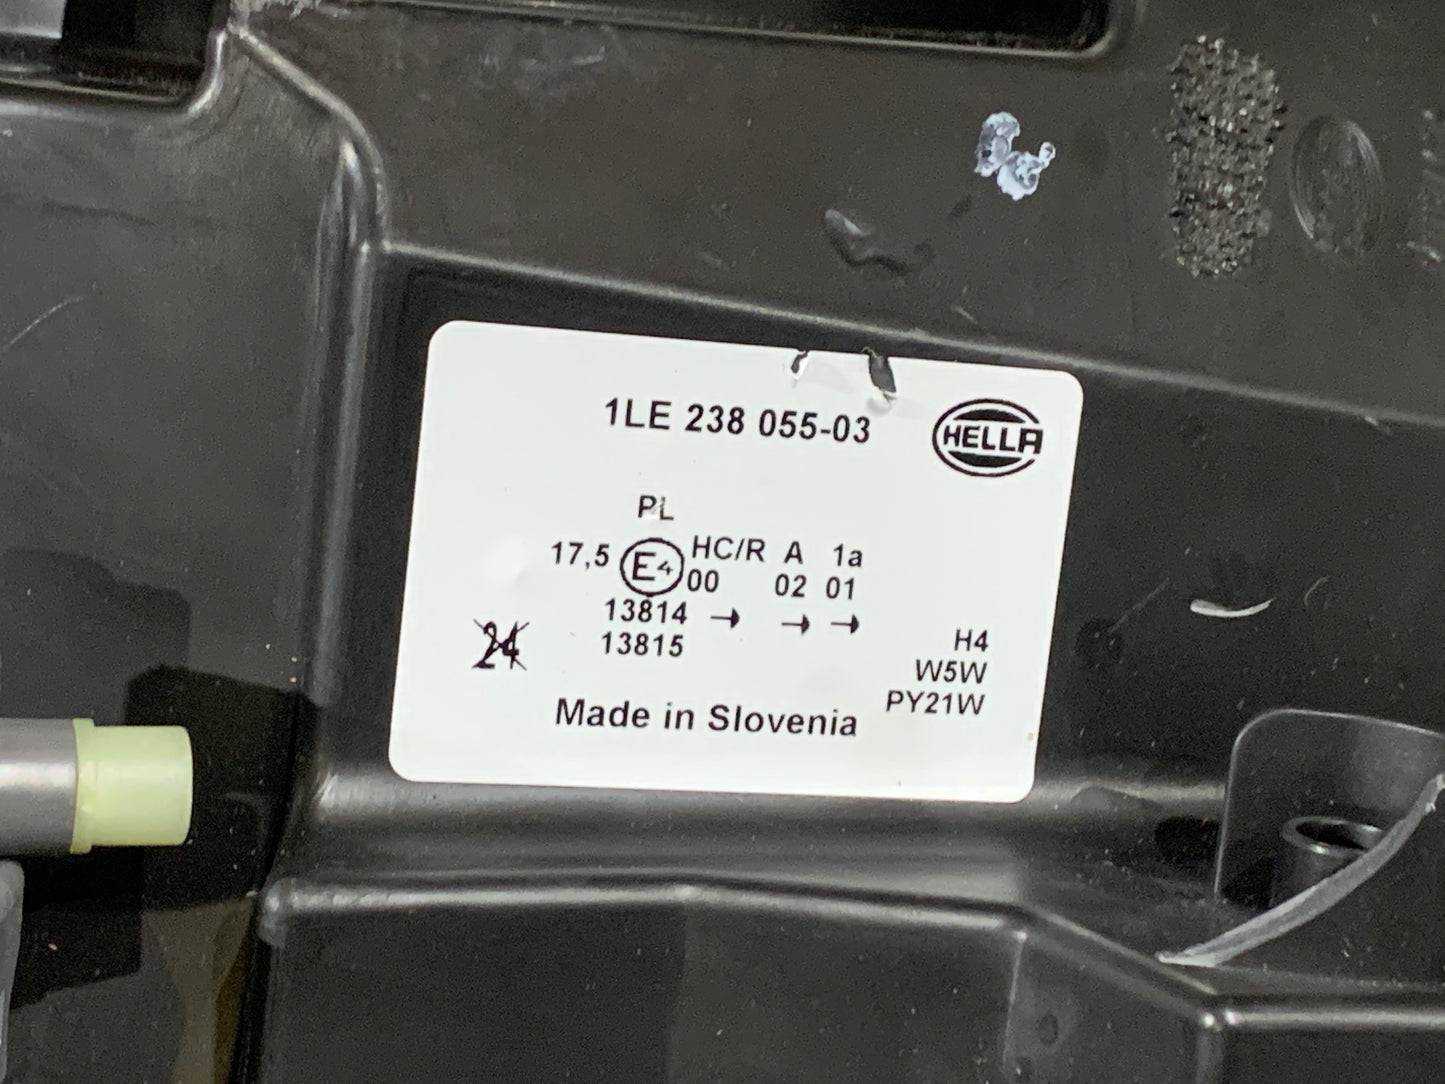 1LE 238 055-03
HELLA
PL
17,5 E4 HC/R A 1a
00 02 01
13814 → → →
13815
24
H4
W5W
PY21W
Made in Slovenia